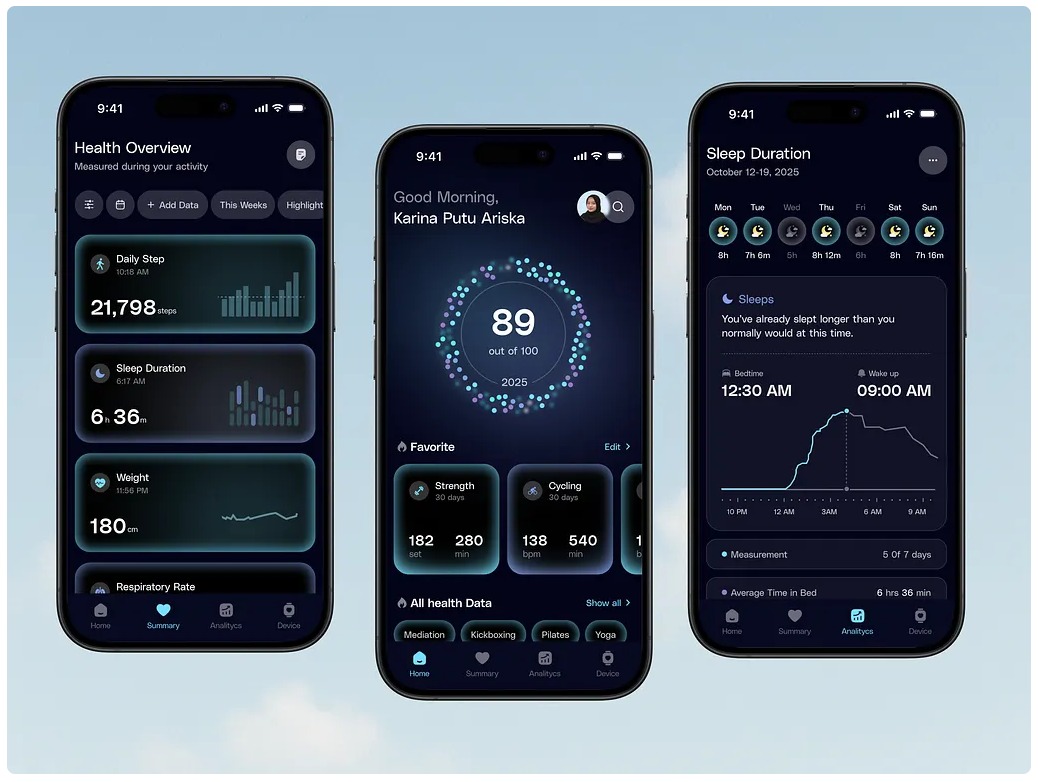 9:41
Health Overview
Measured during your activity
+ Add Data
This Weeks
Highlight
Daily Step
10:18 AM
21,798 steps
Sleep Duration
6:17 AM
6 h 36 m
Weight
11:56 PM
180 cm
Respiratory Rate
Home Summary Analitycs Device
9:41
Good Morning,
Karina Putu Ariska
89
out of 100
2025
Favorite
Edit >
Strength
30 days
182 280
set min
Cycling
30 days
138 540
bpm min
1
b
All health Data
Show all >
Mediation Kickboxing Pilates Yoga
Home Summary Analitycs Device
9:41
Sleep Duration
October 12-19, 2025
Mon Tue Wed Thu Fri Sat Sun
8h 7h 6m 5h 8h 12m 6h 8h 7h 16m
Sleeps
You've already slept longer than you
normally would at this time.
Bedtime Wake up
12:30 AM 09:00 AM
10 PM 12 AM 3AM 6 AM 9 AM
Measurement 5 Of 7 days
Average Time in Bed 6 hrs 36 min
Home Summary Analitycs Device